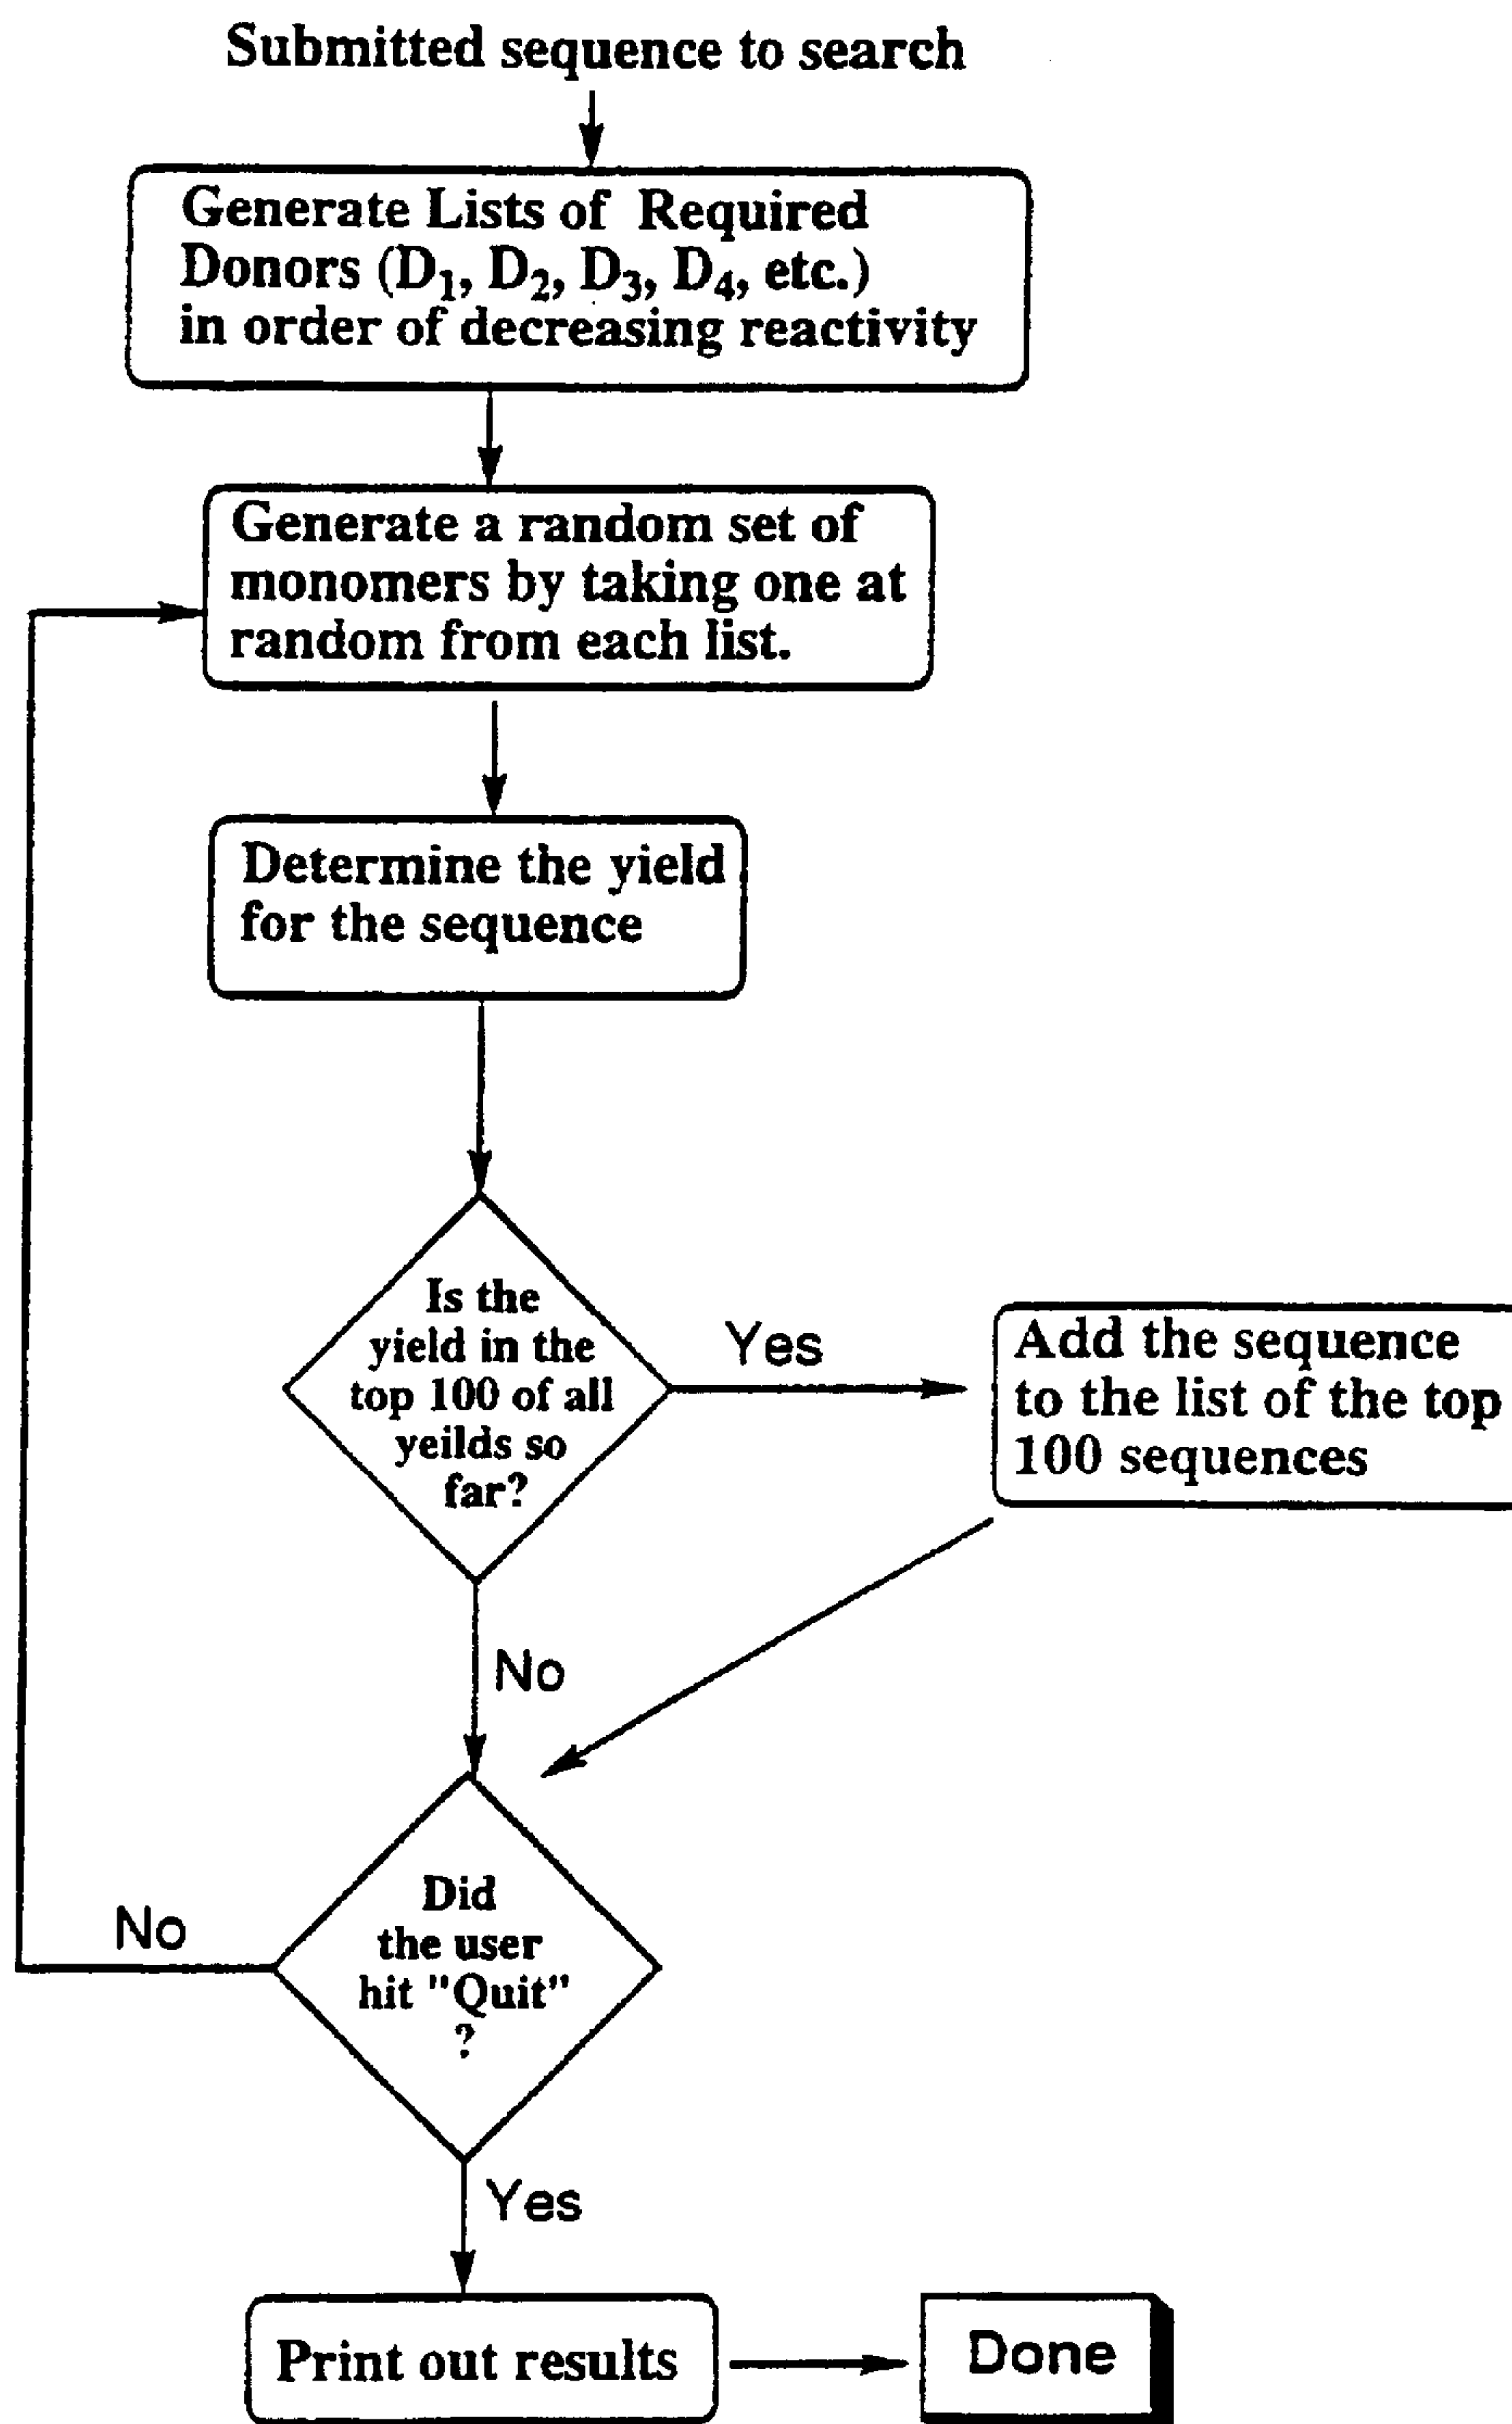 Submitted sequence to search
Generate Lists of Required
Donors (D₁, D₂, D₃, D₄, etc.)
in order of decreasing reactivity
Generate a random set of
monomers by taking one at
random from each list.
Determine the yield
for the sequence
Is the
yield in the
top 100 of all
yeilds so
far?
Yes
Add the sequence
to the list of the top
100 sequences
No
Did
the user
hit "Quit"
?
No
Yes
Print out results
Done